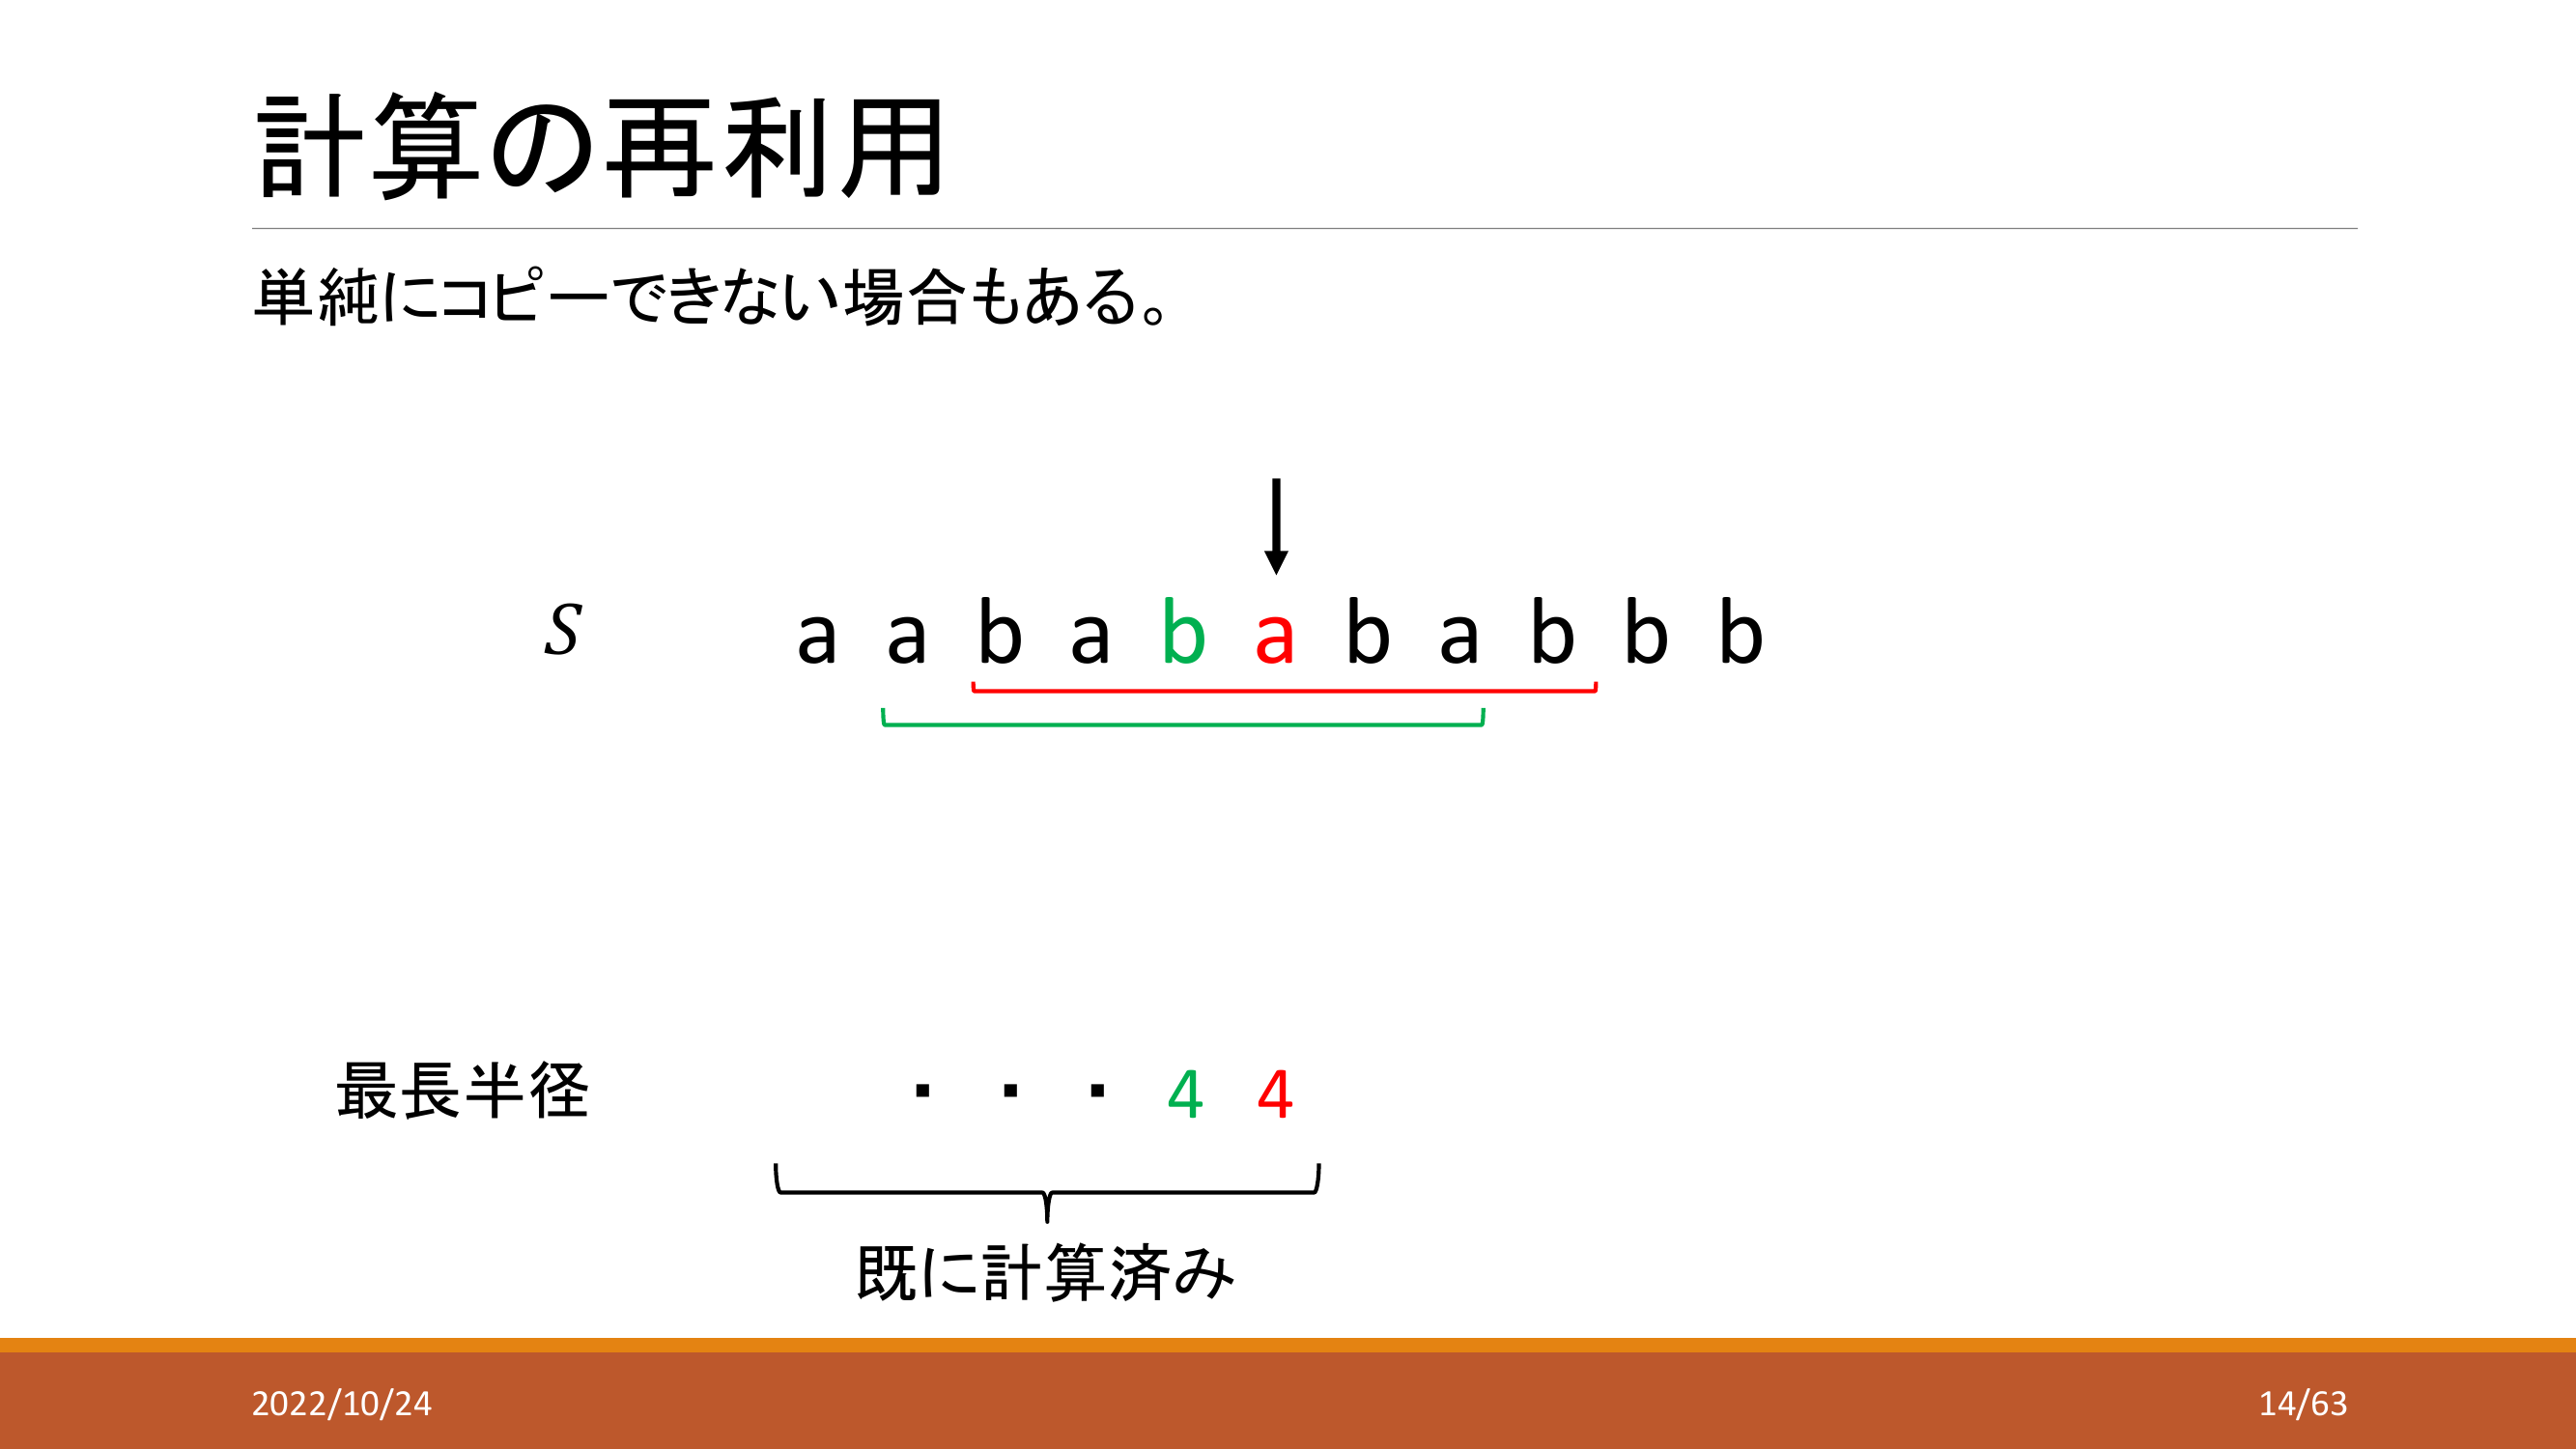 計算の再利用
単純にコピーできない場合もある。
S a a b a b a b a b b b
最長半径 ・・・4 4
既に計算済み
2022/10/24 14/63